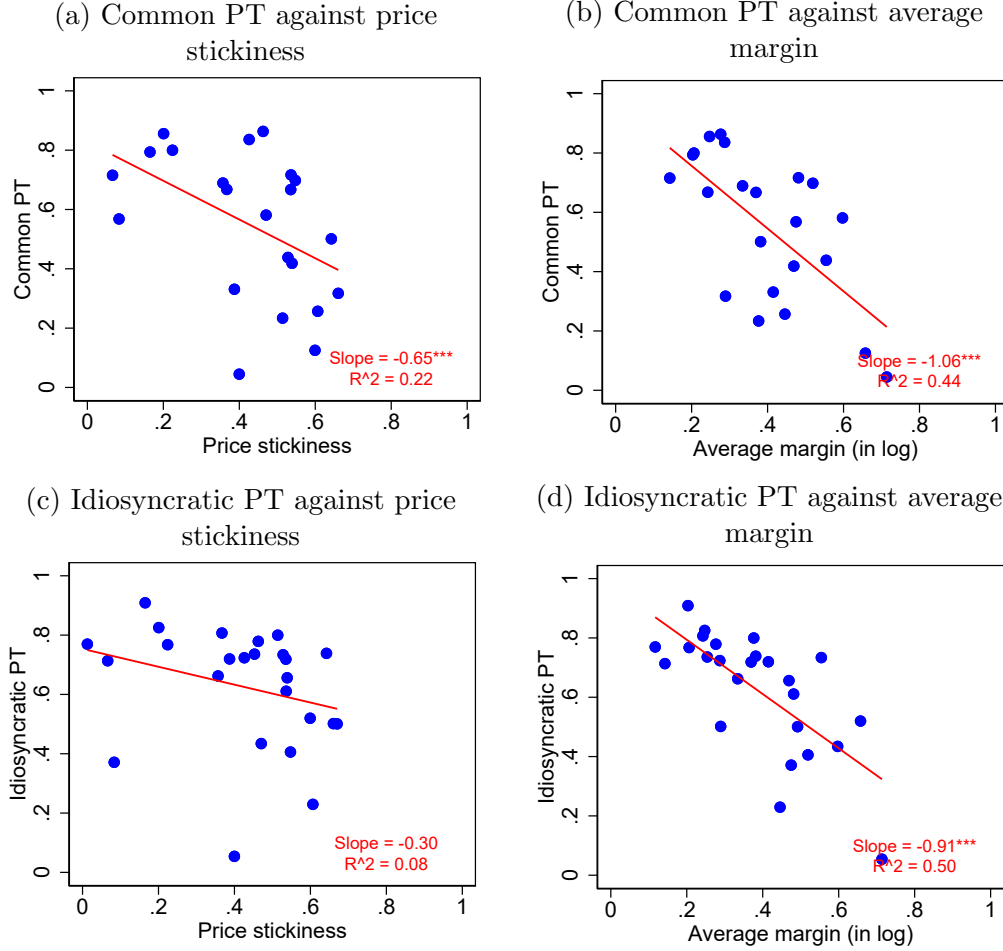 (a) Common PT against price
stickiness
Common PT
1
.8
.6
.4
.2
0
Slope = -0.65***
R^2 = 0.22
0 .2 .4 .6 .8 1
Price stickiness
(b) Common PT against average
margin
Common PT
1
.8
.6
.4
.2
0
Slope = -1.06***
R^2 = 0.44
0 .2 .4 .6 .8 1
Average margin (in log)
(c) Idiosyncratic PT against price
stickiness
Idiosyncratic PT
1
.8
.6
.4
.2
0
Slope = -0.30
R^2 = 0.08
0 .2 .4 .6 .8 1
Price stickiness
(d) Idiosyncratic PT against average
margin
Idiosyncratic PT
1
.8
.6
.4
.2
0
Slope = -0.91***
R^2 = 0.50
0 .2 .4 .6 .8 1
Average margin (in log)